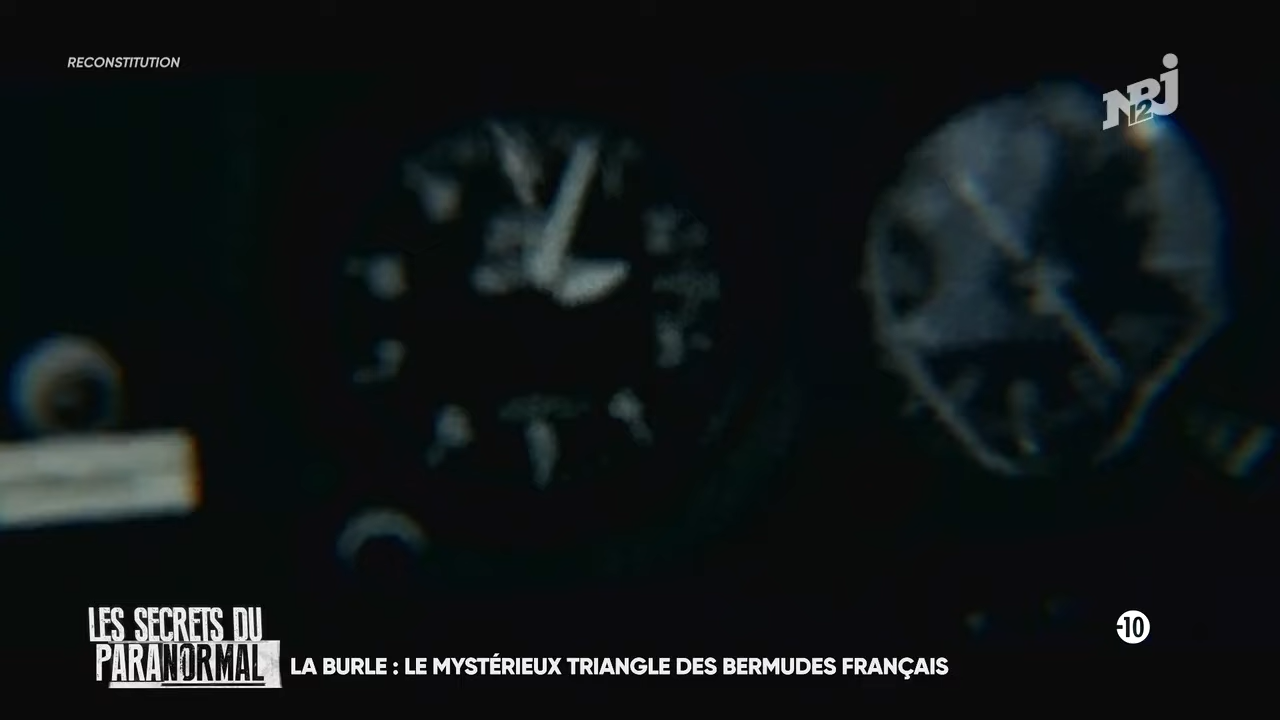 RECONSTITUTION
NRJ
12
-10
LES SECRETS DU
PARANORMAL
LA BURLE : LE MYSTÉRIEUX TRIANGLE DES BERMUDES FRANÇAIS